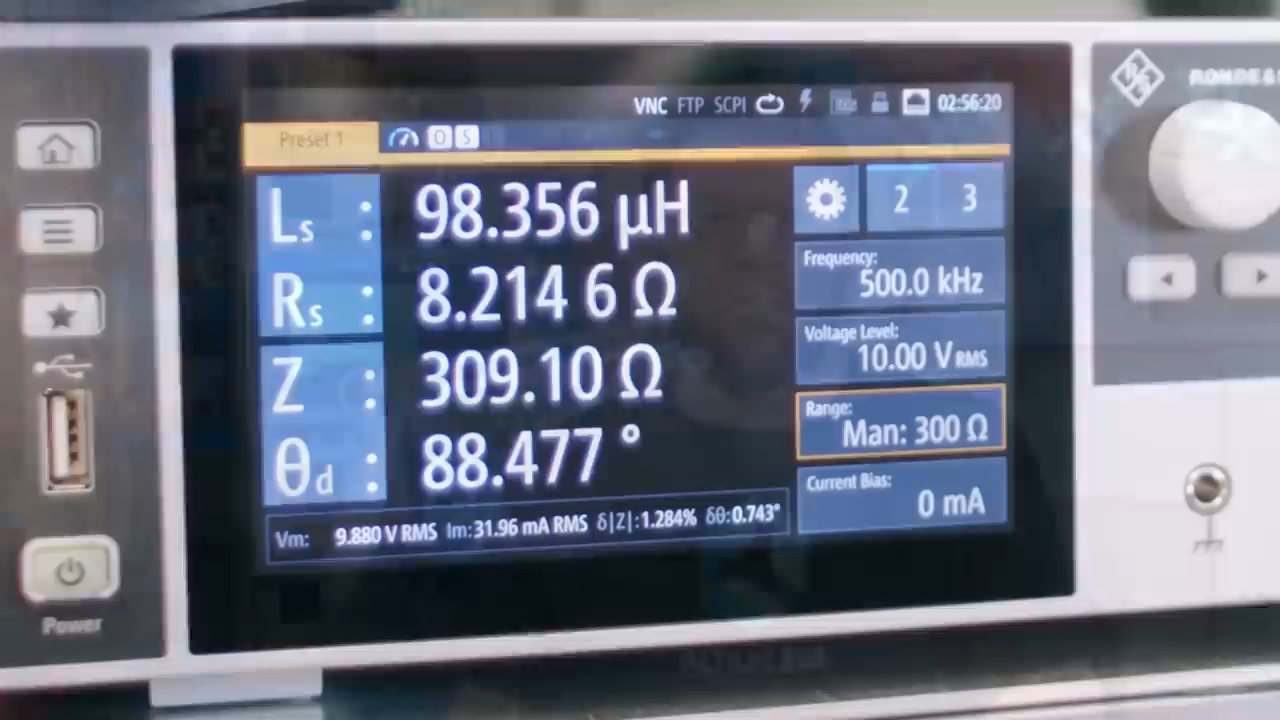 VNC FTP SCPI 02:56:20
Preset 1 Q S
Ls : 98.356 µH
Rs : 8.214 6 Ω
Z : 309.10 Ω
θd : 88.477 °
Vm: 9.880 V RMS Im:31.96 mA RMS δ|Z|:1.284% δθ:0.743°
2 3
Frequency:
500.0 kHz
Voltage Level:
10.00 V RMS
Range:
Man: 300 Ω
Current Bias:
0 mA
Power
R&S